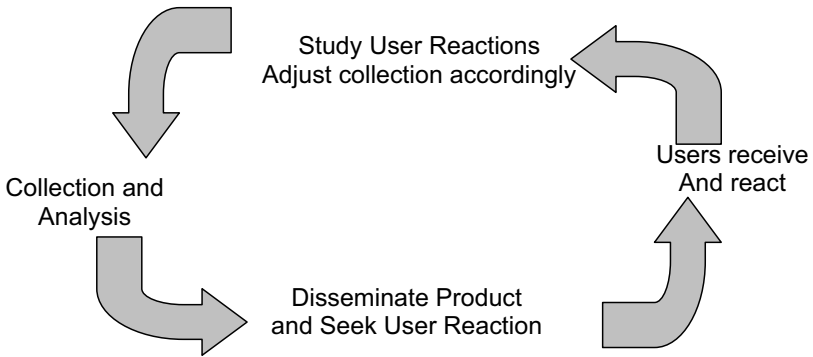 Study User Reactions
Adjust collection accordingly
Users receive
And react
Collection and
Analysis
Disseminate Product
and Seek User Reaction